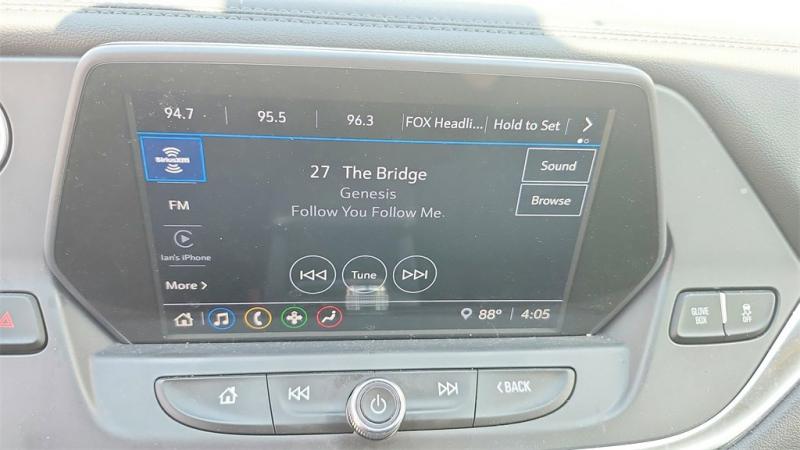 94.7 95.5 96.3 FOX Headli... Hold to Set
SiriusXM
27 The Bridge
Sound
Genesis
Follow You Follow Me
Browse
FM
Ian's iPhone
Tune
More >
88° 4:05
GLOVE BOX
OFF
< BACK